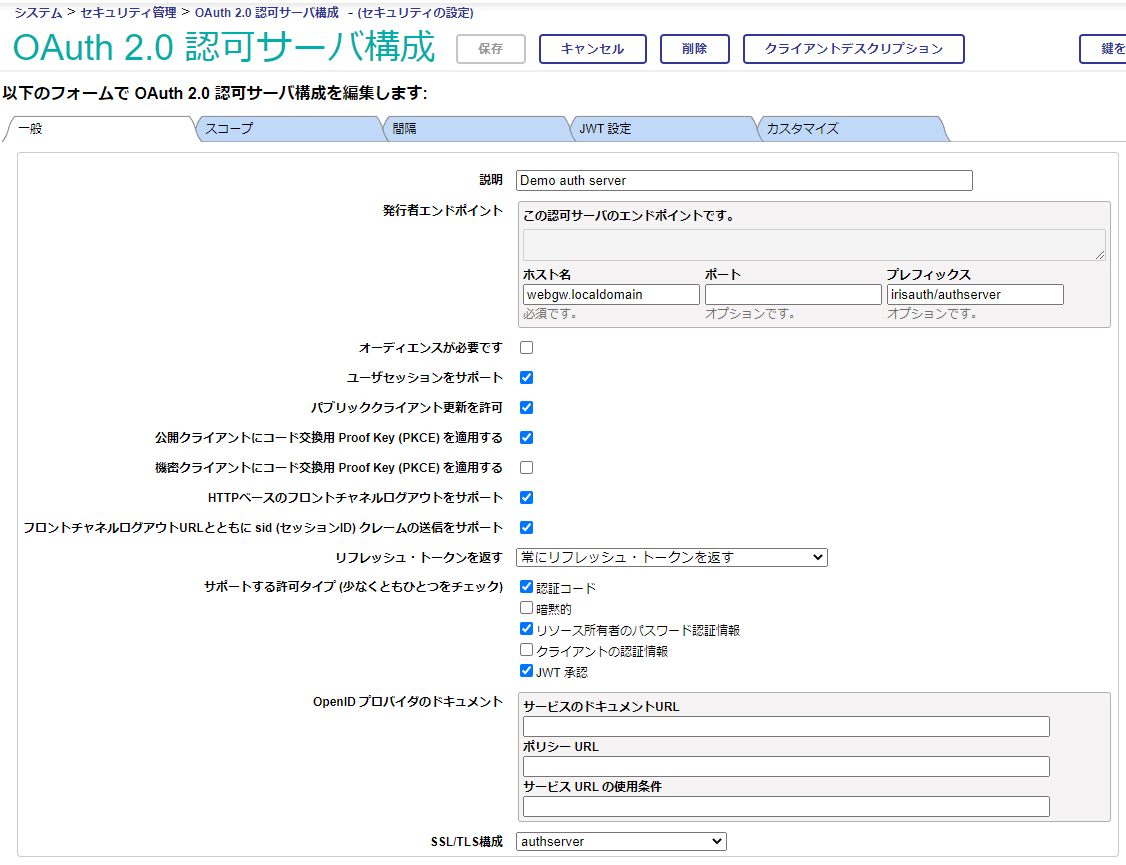 システム > セキュリティ管理 > OAuth 2.0 認可サーバ構成 - (セキュリティの設定)
OAuth 2.0 認可サーバ構成 保存 キャンセル 削除 クライアントデスクリプション 鍵を
以下のフォームで OAuth 2.0 認可サーバ構成を編集します:
一般 スコープ 間隔 JWT 設定 カスタマイズ
説明 Demo auth server
発行者エンドポイント この認可サーバのエンドポイントです。
ホスト名 ポート プレフィックス
webgw.localdomain irisauth/authserver
必須です。 オプションです。 オプションです。
オーディエンスが必要です
ユーザセッションをサポート
パブリッククライアント更新を許可
公開クライアントにコード交換用 Proof Key (PKCE) を適用する
機密クライアントにコード交換用 Proof Key (PKCE) を適用する
HTTPベースのフロントチャネルログアウトをサポート
フロントチャネルログアウトURLとともに sid (セッションID) クレームの送信をサポート
リフレッシュ・トークンを返す 常にリフレッシュ・トークンを返す
サポートする許可タイプ (少なくともひとつをチェック) 認証コード
暗黙的
リソース所有者のパスワード認証情報
クライアントの認証情報
JWT 承認
OpenID プロバイダのドキュメント サービスのドキュメントURL
ポリシー URL
サービス URL の使用条件
SSL/TLS構成 authserver